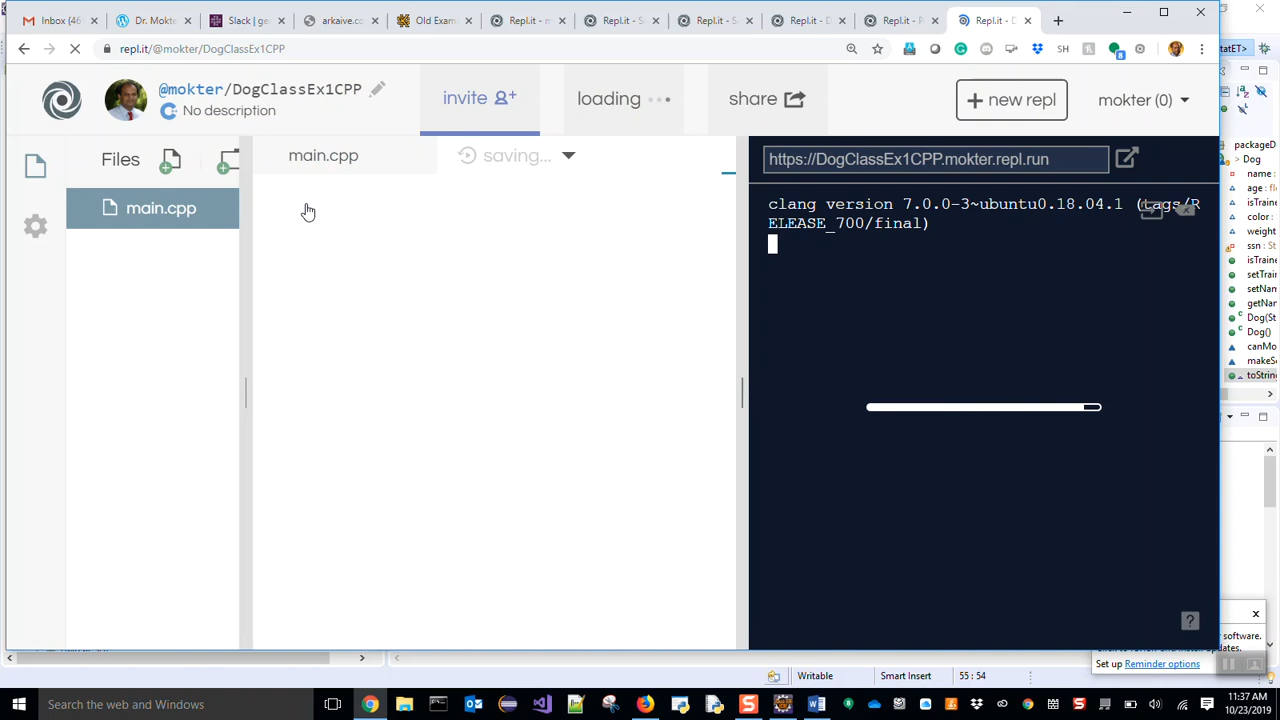 Inbox (46
Dr. Mokte
Slack | ge
arkaive.co
Old Exam
Repl.it - m
Repl.it - S
Repl.it - S
Repl.it - D
Repl.it - F
Repl.it - D
repl.it/@mokter/DogClassEx1CPP
SH
@mokter/DogClassEx1CPP
No description
invite
loading
share
+ new repl
mokter (0)
Files
main.cpp
saving...
https://DogClassEx1CPP.mokter.repl.run
main.cpp
clang version 7.0.0-3~ubuntu0.18.04.1 (tags/R
ELEASE_700/final)
?
tatET>
packageD
Dog
name :
age : fl
isTraine
color :
weight
ssn :
isTraine
setTrai
setNam
getNa
Dog(St
Dog()
canMo
makeS
toString
y software.
Set up Reminder options
Writable
Smart Insert
55 : 54
Search the web and Windows
11:37 AM
10/23/2019